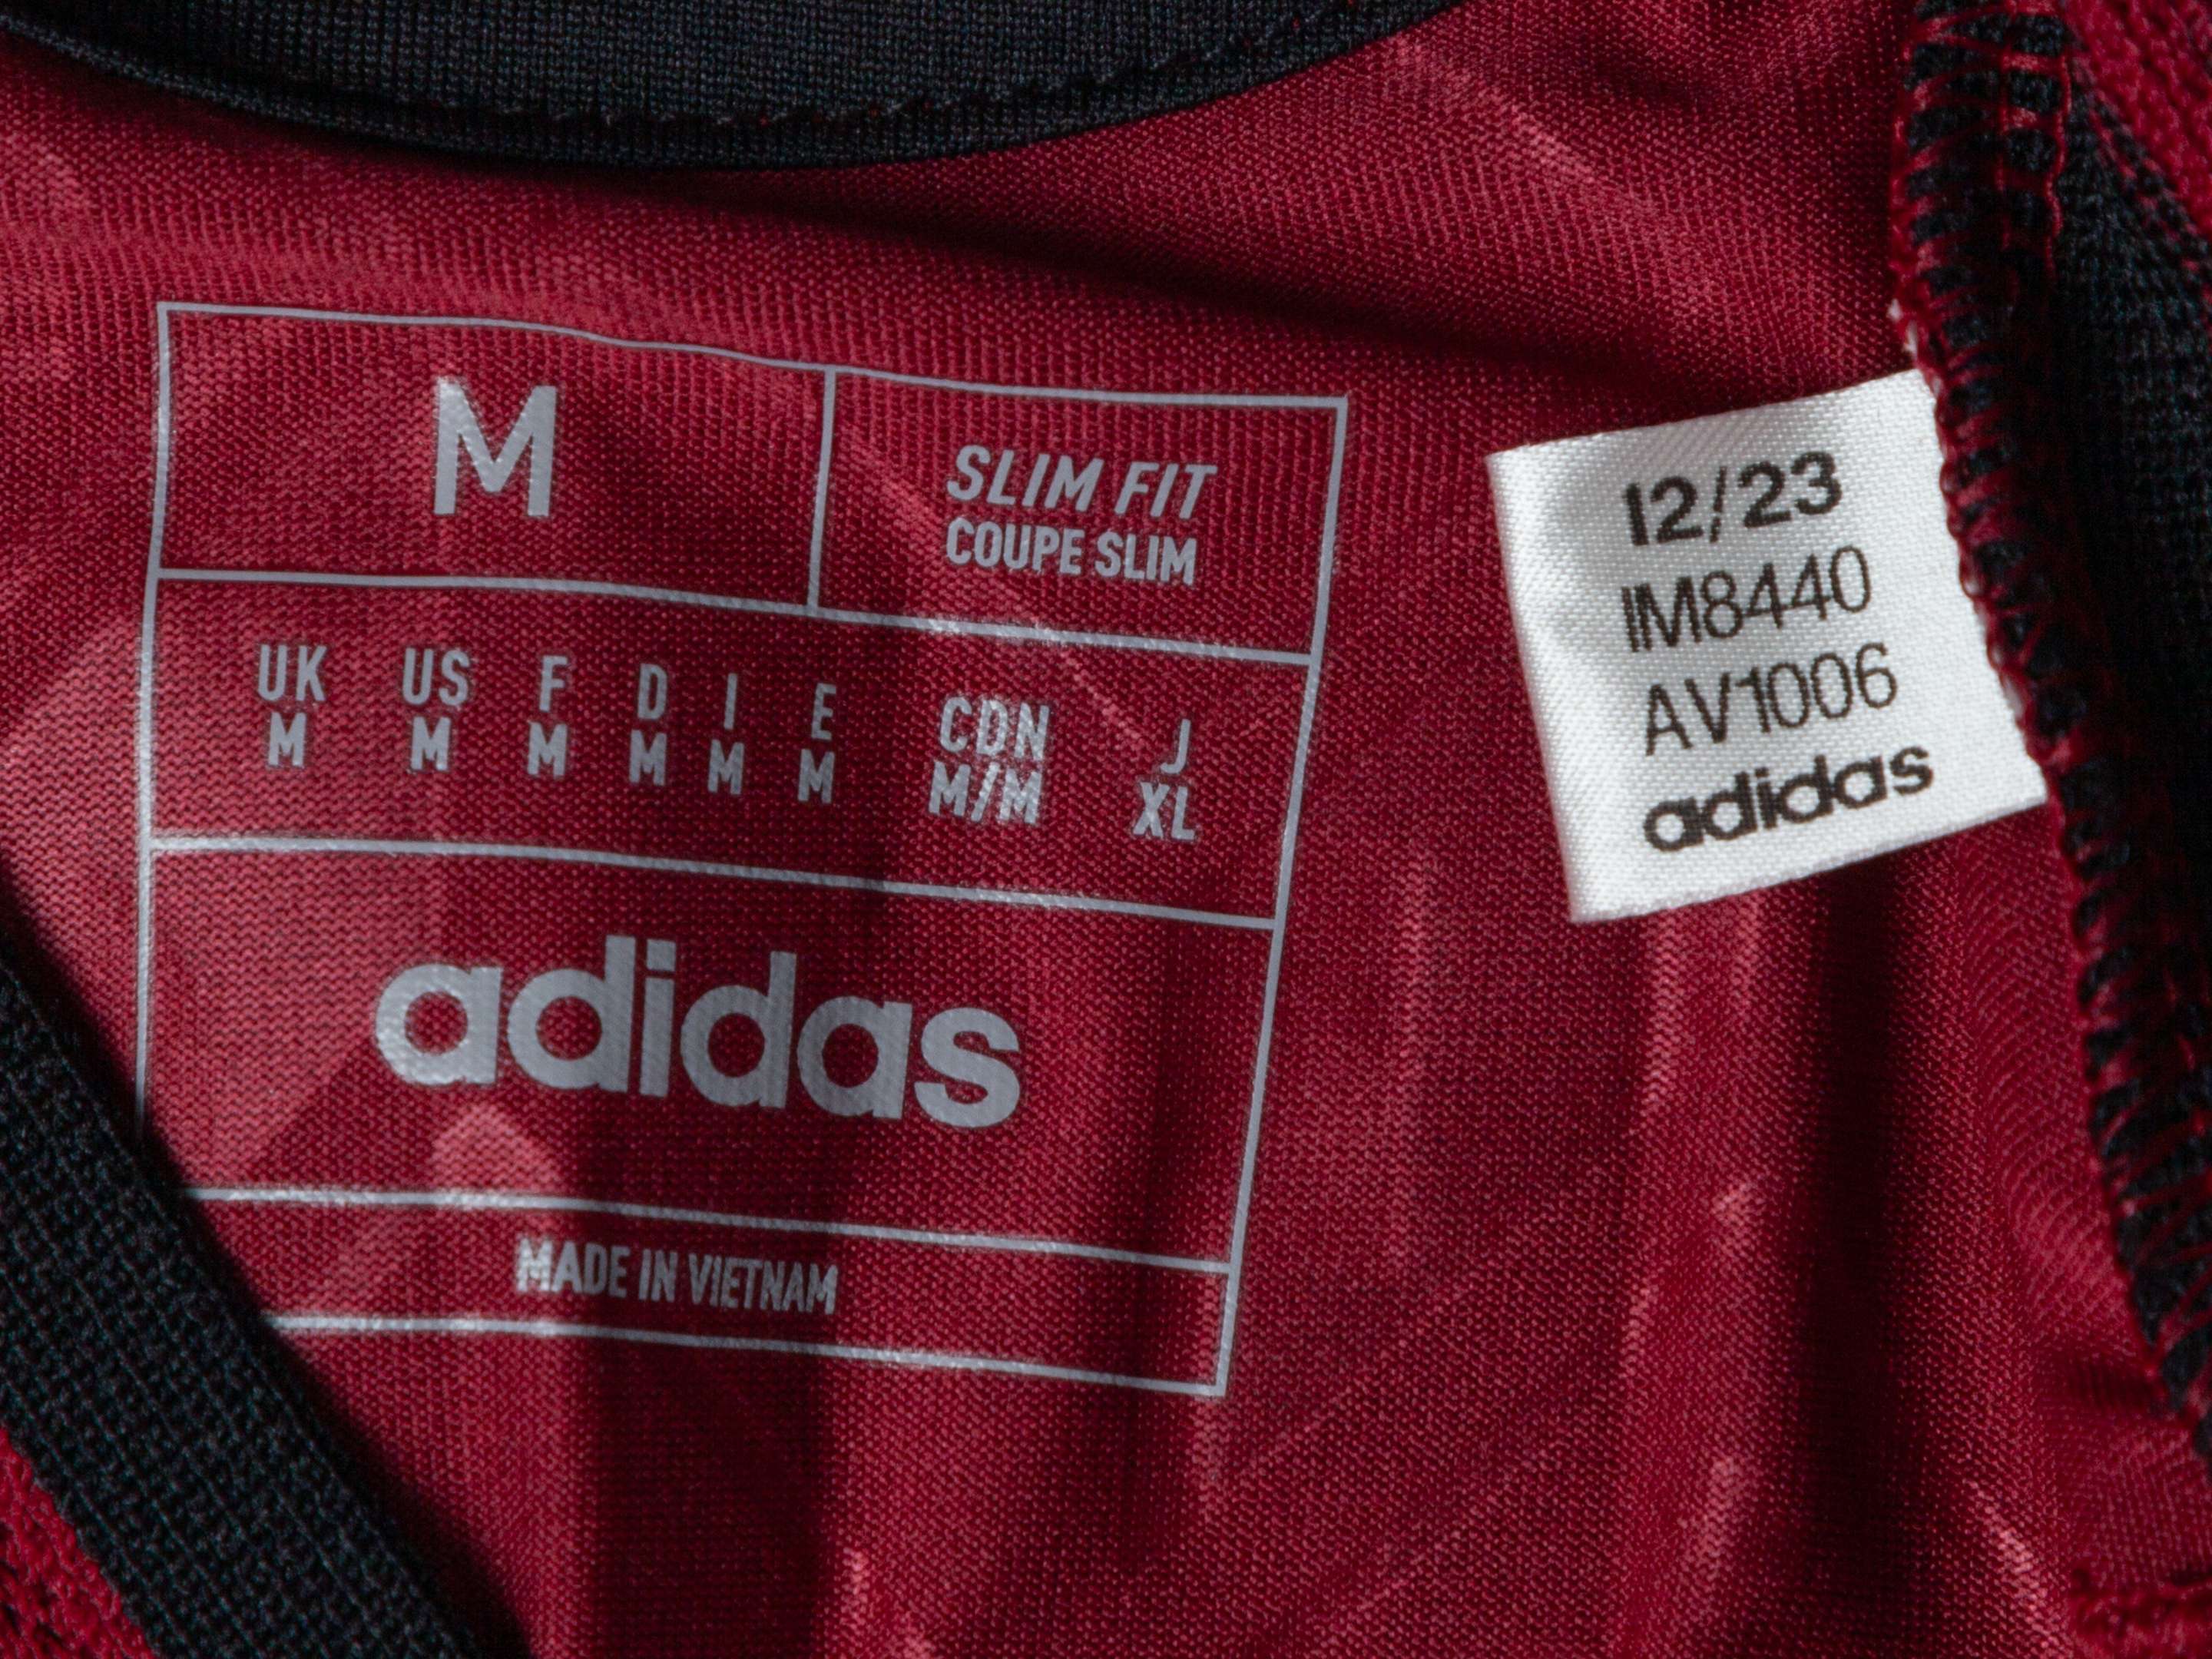 M
SLIM FIT
COUPE SLIM
UK US F D I E CDN J
M M M M M M M/M XL
adidas
MADE IN VIETNAM
12/23
IM8440
AV1006
adidas